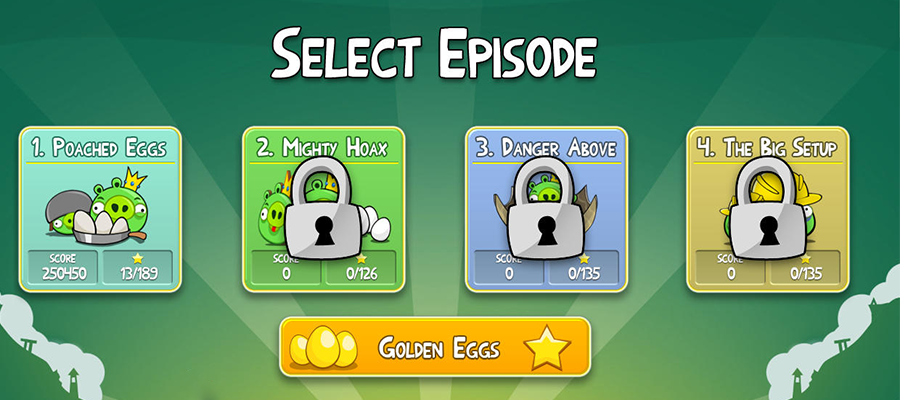 SELECT EPISODE
1. POACHED EGGS
2. MIGHTY HOAX
3. DANGER ABOVE
4. THE BIG SETUP
SCORE
250450
13/189
SCORE
0
0/126
SCORE
0
0/135
SCORE
0
0/135
GOLDEN EGGS